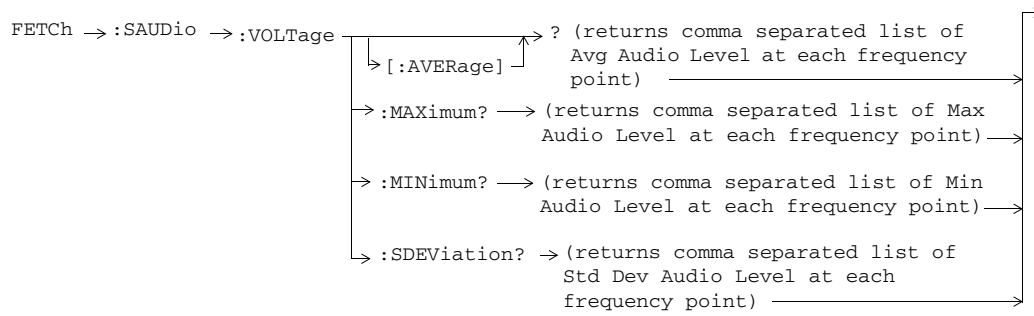 FETCh :SAUDio :VOLTage ? (returns comma separated list of
Avg Audio Level at each frequency
point)
[:AVERage]
:MAXimum? (returns comma separated list of Max
Audio Level at each frequency point)
:MINimum? (returns comma separated list of Min
Audio Level at each frequency point)
:SDEViation? (returns comma separated list of
Std Dev Audio Level at each
frequency point)